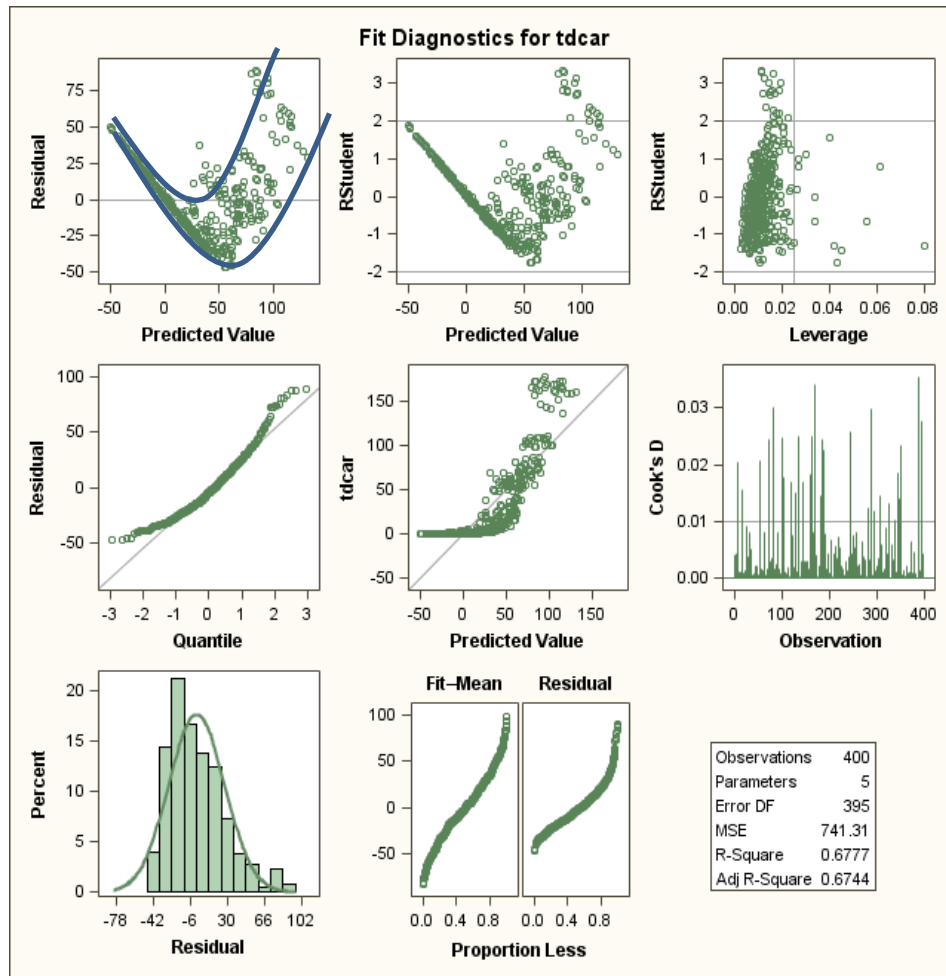 Fit Diagnostics for tdcar
Residual
75
50
25
0
-25
-50
-50 0 50 100
Predicted Value
RStudent
3
2
1
0
-1
-2
-50 0 50 100
Predicted Value
RStudent
3
2
1
0
-1
-2
0.00 0.02 0.04 0.06 0.08
Leverage
Residual
100
50
0
-50
-3 -2 -1 0 1 2 3
Quantile
tdcar
150
100
50
0
-50
-50 0 50 100 150
Predicted Value
Cook's D
0.03
0.02
0.01
0.00
0 100 200 300 400
Observation
Percent
20
15
10
5
0
-78 -42 -6 30 66 102
Residual
Fit–Mean Residual
100
50
0
-50
0.0 0.4 0.8 0.0 0.4 0.8
Proportion Less
Observations 400
Parameters 5
Error DF 395
MSE 741.31
R-Square 0.6777
Adj R-Square 0.6744